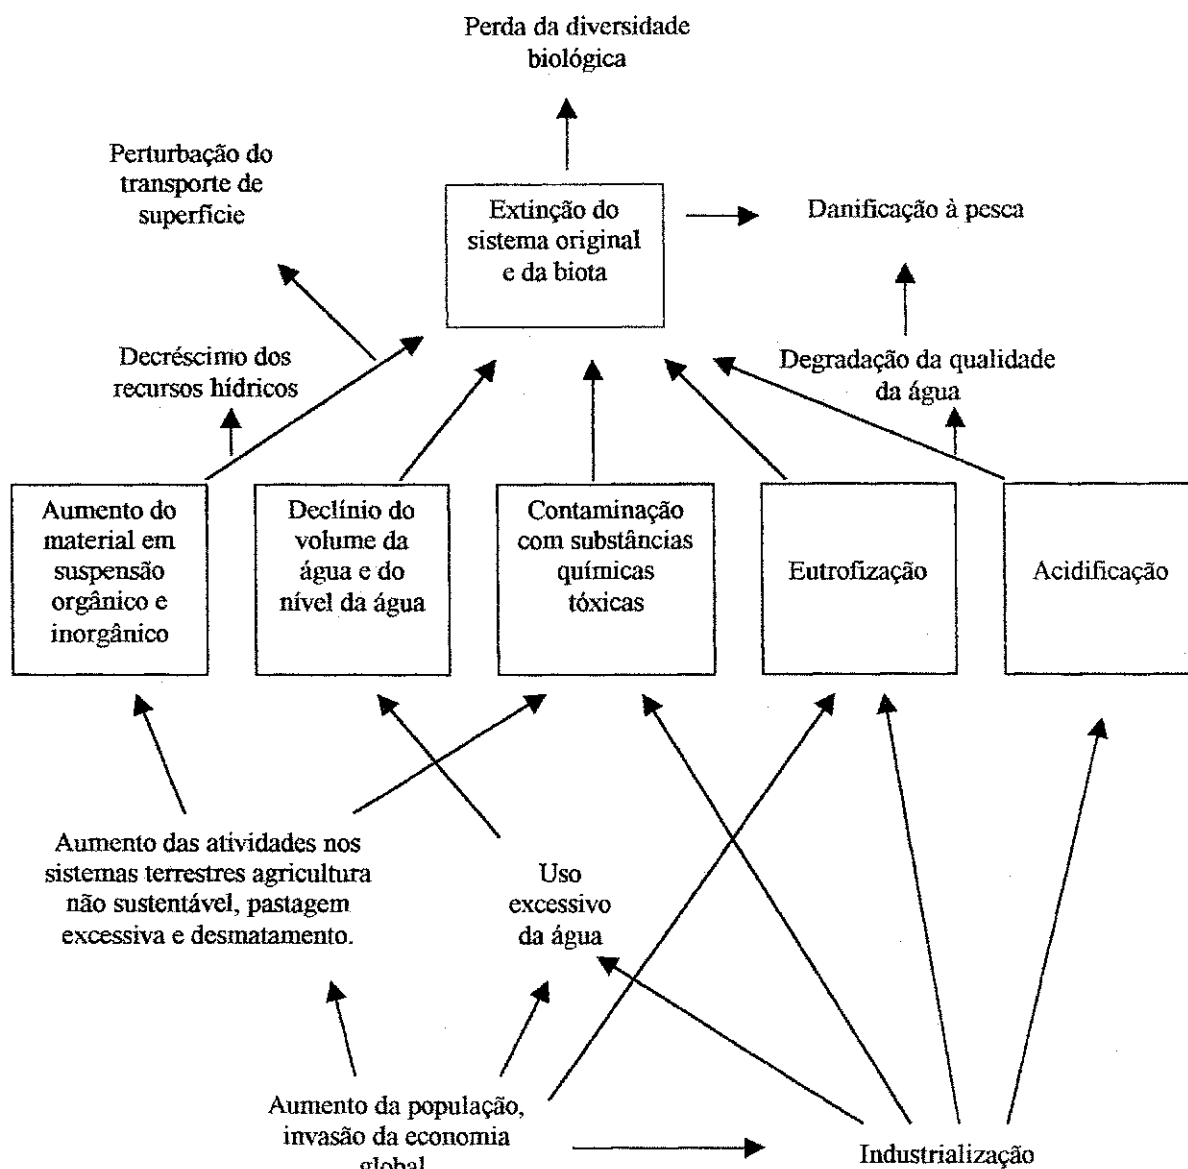 Perda da diversidade
biológica
Perturbação do
transporte de
superfície
Extinção do
sistema original
e da biota
Danificação à pesca
Decréscimo dos
recursos hídricos
Degradação da qualidade
da água
Aumento do
material em
suspensão
orgânico e
inorgânico
Declínio do
volume da
água e do
nível da água
Contaminação
com substâncias
químicas
tóxicas
Eutrofização
Acidificação
Aumento das atividades nos
sistemas terrestres agricultura
não sustentável, pastagem
excessiva e desmatamento.
Uso
excessivo
da água
Aumento da população,
invasão da economia
global
Industrialização